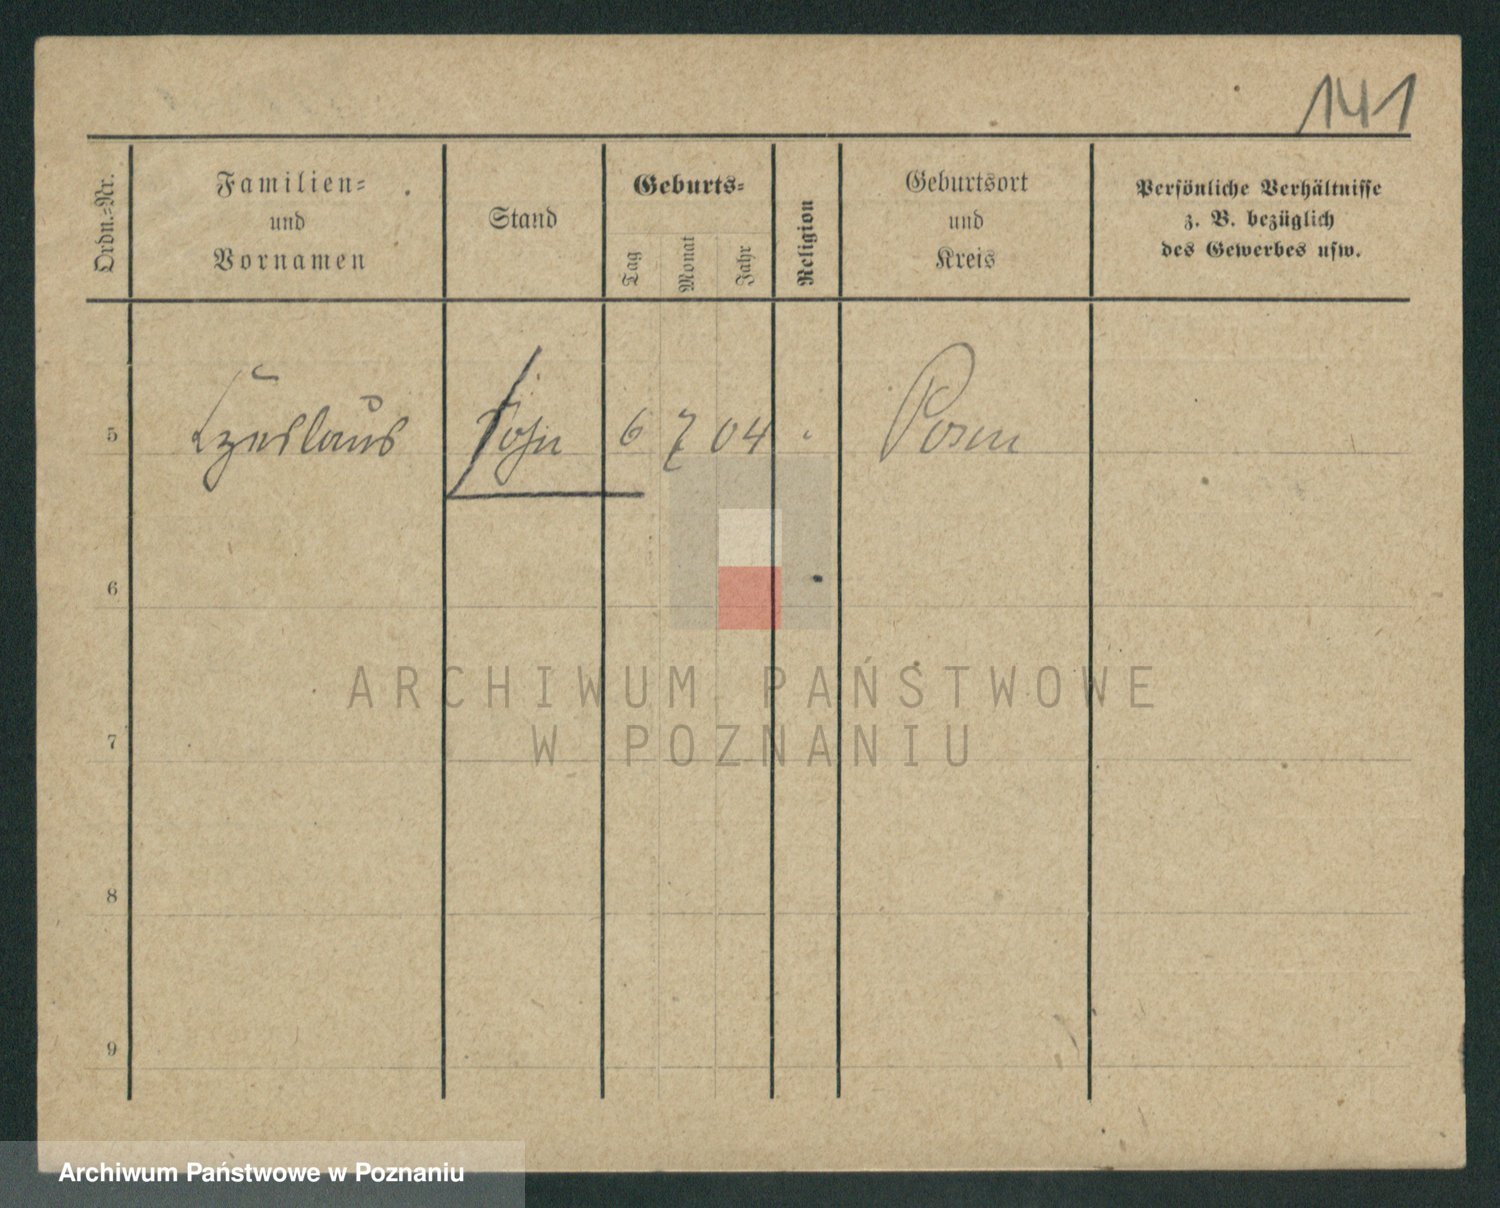 141
Ordn.-Nr.
Familien-
und
Vornamen
Stand
Geburts-
Tag
Monat
Jahr
Religion
Geburtsort
und
Kreis
Persönliche Verhältnisse
z. B. bezüglich
des Gewerbes usw.
5 Czeslaus Sohn 6 7 04 Posen
6
7
8
9
ARCHIWUM PAŃSTWOWE
W POZNANIU
Archiwum Państwowe w Poznaniu